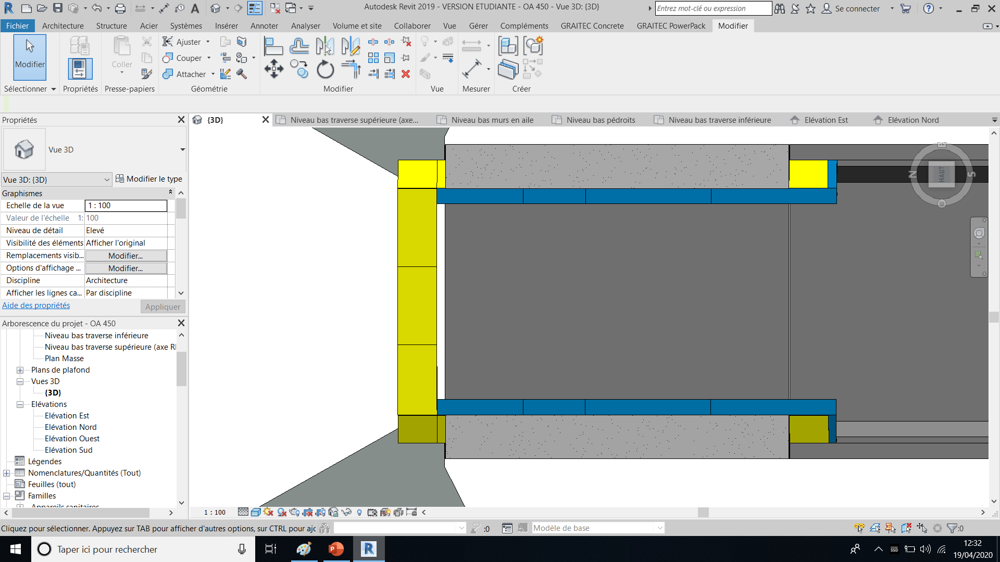 Autodesk Revit 2019 - VERSION ETUDIANTE - OA 450 - Vue 3D: {3D}
Entrez mot-clé ou expression
Se connecter
Fichier Architecture Structure Acier Systèmes Insérer Annoter Analyser Volume et site Collaborer Vue Gérer Compléments GRAITEC Concrete GRAITEC PowerPack Modifier
Modifier
Coller
Ajuster
Couper
Attacher
Sélectionner Propriétés Presse-papiers Géométrie Modifier Vue Mesurer Créer
Propriétés
{3D} Niveau bas traverse supérieure (axe... Niveau bas murs en aile Niveau bas pédroits Niveau bas traverse inférieure Elévation Est Elévation Nord
Vue 3D
Vue 3D: {3D} Modifier le type
Graphismes
Echelle de la vue 1 : 100
Valeur de l'échelle 1: 100
Niveau de détail Elevé
Visibilité des éléments Afficher l'original
Remplacements visib... Modifier...
Options d'affichage ... Modifier...
Discipline Architecture
Afficher les lignes ca... Par discipline
Aide des propriétés Appliquer
Arborescence du projet - OA 450
Niveau bas traverse inférieure
Niveau bas traverse supérieure (axe R
Plan Masse
Plans de plafond
Vues 3D
{3D}
Elévations
Elévation Est
Elévation Nord
Elévation Ouest
Elévation Sud
Légendes
Nomenclatures/Quantités (Tout)
Feuilles (tout)
Familles
Appareils sanitaires
E
N
HAUT
S
O
1 : 100
Cliquez pour sélectionner. Appuyez sur TAB pour afficher d'autres options, sur CTRL pour ajo
:0
Modèle de base
:0
Taper ici pour rechercher
SSD
12:32
19/04/2020